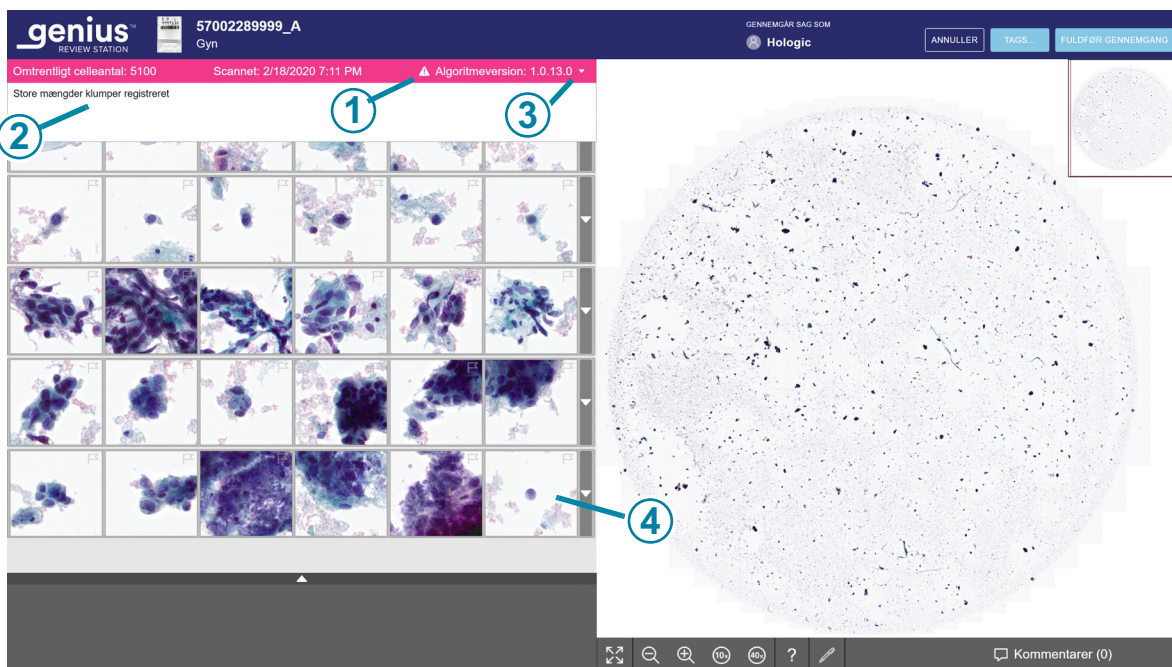 genius™
REVIEW STATION
57002289999_A
Gyn
GENNEMGÅR SAG SOM
Hologic
ANNULLER
TAGS...
FULDFØR GENNEMGANG
Omtrentligt celleantal: 5100
Scannet: 2/18/2020 7:11 PM
Algoritmeversion: 1.0.13.0
Store mængder klumper registreret
1
2
3
4
10x
40x
?
Kommentarer (0)